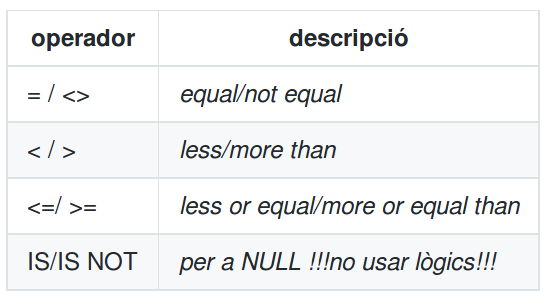 operador descripció
= / <> equal/not equal
< / > less/more than
<=/ >= less or equal/more or equal than
IS/IS NOT per a NULL !!!no usar lògics!!!